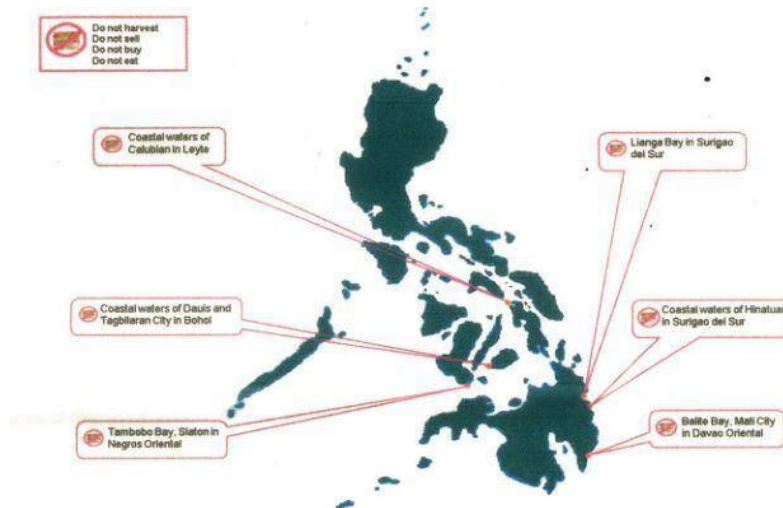 Do not harvest
Do not sell
Do not buy
Do not eat
Coastal waters of
Calubian in Leyte
Lianga Bay in Surigao
del Sur
Coastal waters of Dauis and
Tagbilaran City in Bohol
Coastal waters of Hinatuan
in Surigao del Sur
Tambobo Bay, Siaton in
Negros Oriental
Balite Bay, Mati City
in Davao Oriental